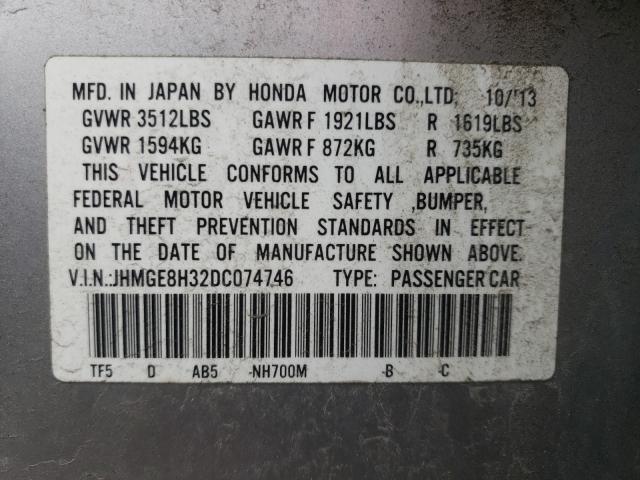 MFD. IN JAPAN BY HONDA MOTOR CO.,LTD. 10/'13
GVWR 3512LBS GAWR F 1921LBS R 1619LBS
GVWR 1594KG GAWR F 872KG R 735KG
THIS VEHICLE CONFORMS TO ALL APPLICABLE
FEDERAL MOTOR VEHICLE SAFETY ,BUMPER,
AND THEFT PREVENTION STANDARDS IN EFFECT
ON THE DATE OF MANUFACTURE SHOWN ABOVE.
V.I.N.:JHMGE8H32DC074746 TYPE: PASSENGER CAR
TF5 D AB5 -NH700M -B -C